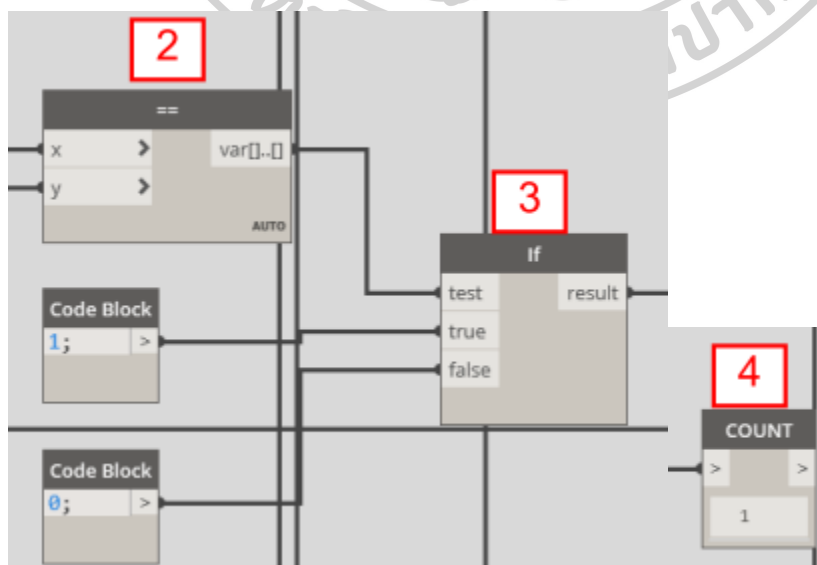 2
==
x > var[]..[]
y >
AUTO
3
If
test result
true
false
Code Block
1; >
Code Block
0; >
4
COUNT
> >
1